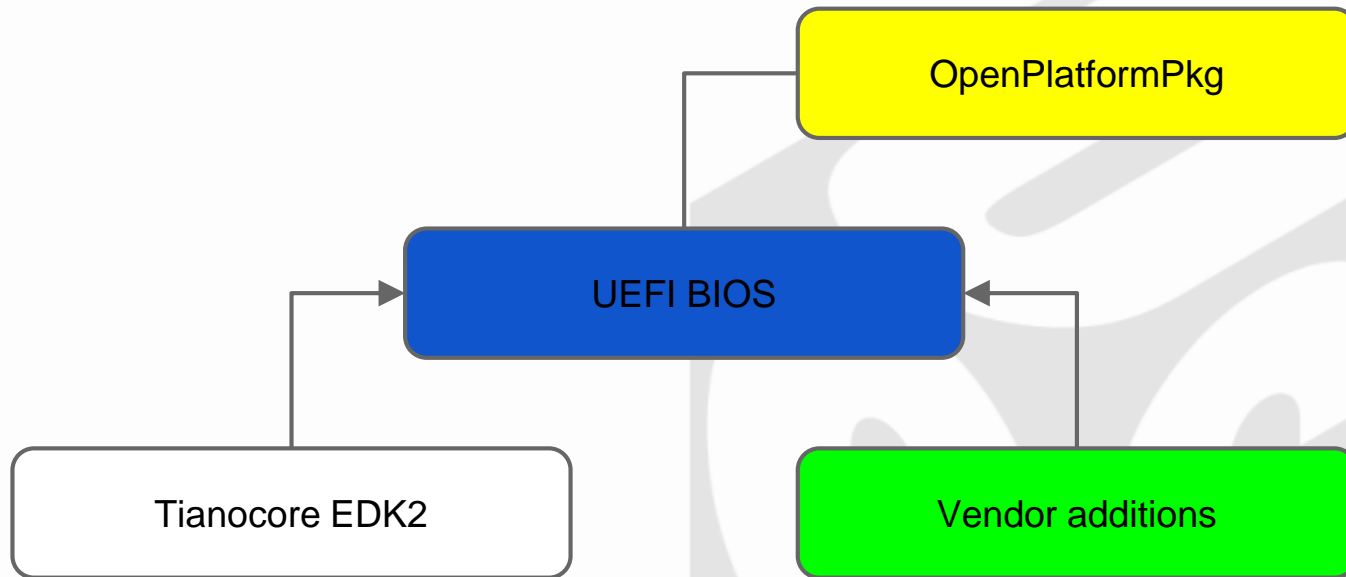 OpenPlatformPkg
UEFI BIOS
Tianocore EDK2
Vendor additions